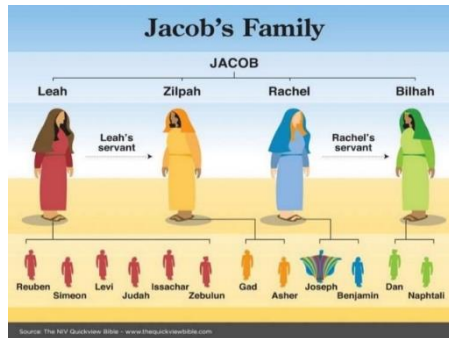 Jacob's Family
JACOB
Leah Zilpah Rachel Bilhah
Leah's
servant
Rachel's
servant
Reuben
Simeon
Levi
Judah
Issachar
Zebulun
Gad
Asher
Joseph
Benjamin
Dan
Naphtali
Source: The NIV Quickview Bible - www.thequickviewbible.com